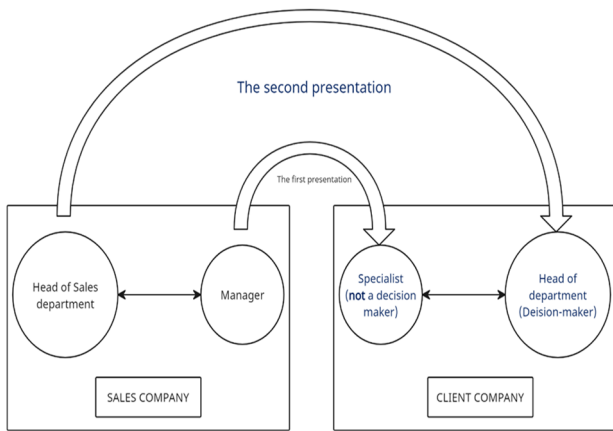 The second presentation
The first presentation
Head of Sales
department
Manager
Specialist
(not a decision
maker)
Head of
department
(Deision-maker)
SALES COMPANY
CLIENT COMPANY